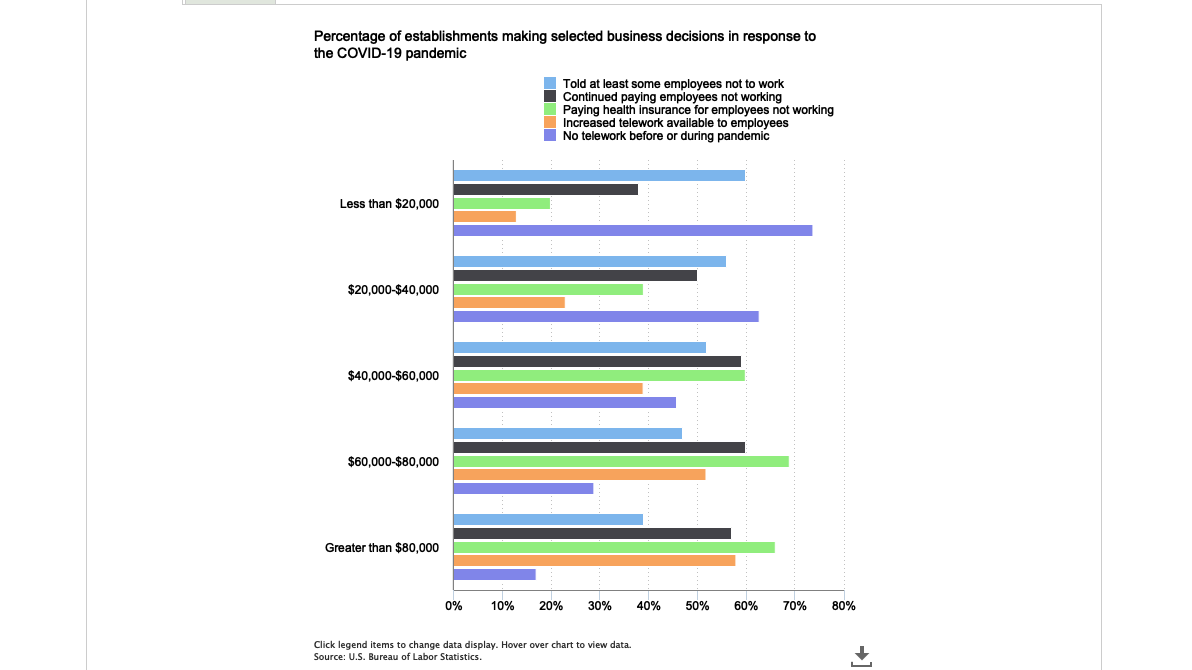 Percentage of establishments making selected business decisions in response to
the COVID-19 pandemic
Told at least some employees not to work
Continued paying employees not working
Paying health insurance for employees not working
Increased telework available to employees
No telework before or during pandemic
Less than $20,000
$20,000-$40,000
$40,000-$60,000
$60,000-$80,000
Greater than $80,000
0% 10% 20% 30% 40% 50% 60% 70% 80%
Click legend items to change data display. Hover over chart to view data.
Source: U.S. Bureau of Labor Statistics.